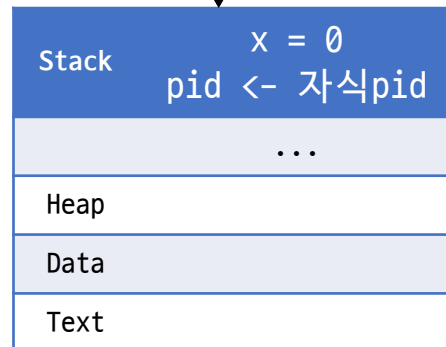 Stack
x = 0
pid <- 자식pid
...
Heap
Data
Text